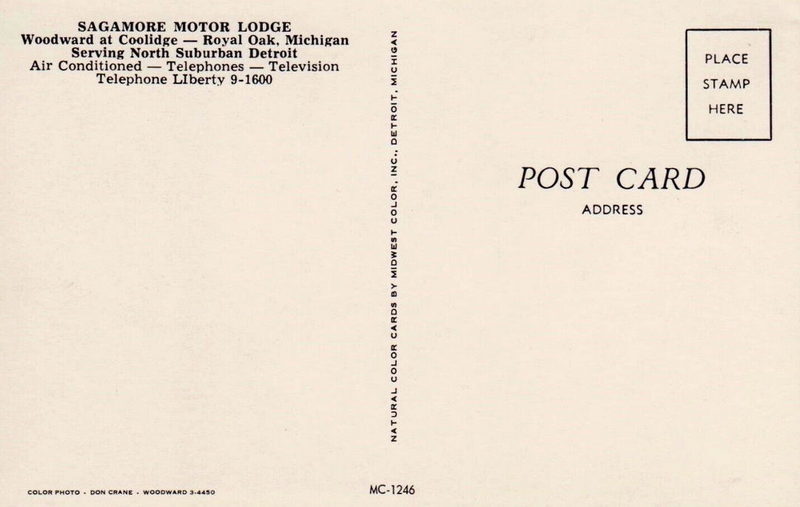 SAGAMORE MOTOR LODGE
Woodward at Coolidge — Royal Oak, Michigan
Serving North Suburban Detroit
Air Conditioned — Telephones — Television
Telephone LIberty 9-1600
NATURAL COLOR CARDS BY MIDWEST COLOR, INC., DETROIT, MICHIGAN
PLACE
STAMP
HERE
POST CARD
ADDRESS
COLOR PHOTO - DON CRANE - WOODWARD 3-4450
MC-1246